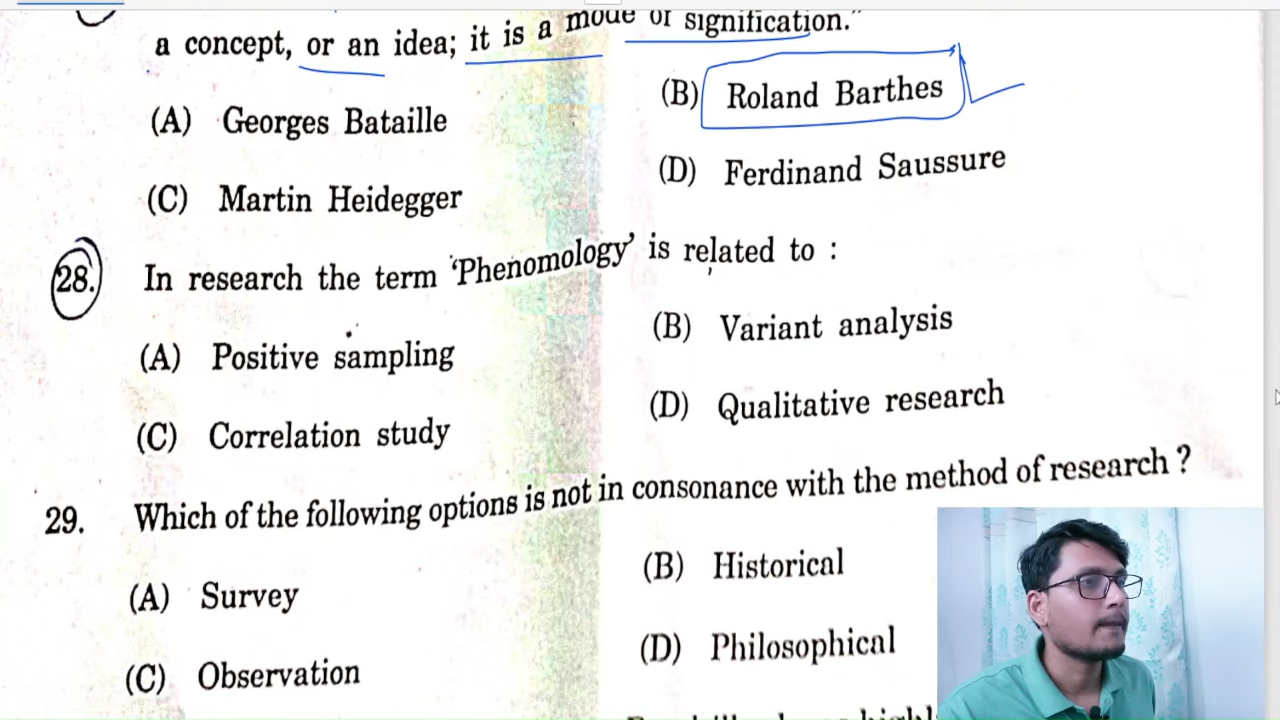 a concept, or an idea; it is a mode of signification."
(A) Georges Bataille
(B) Roland Barthes
(C) Martin Heidegger
(D) Ferdinand Saussure
28. In research the term ‘Phenomology’ is related to :
(A) Positive sampling
(B) Variant analysis
(C) Correlation study
(D) Qualitative research
29. Which of the following options is not in consonance with the method of research ?
(A) Survey
(B) Historical
(C) Observation
(D) Philosophical